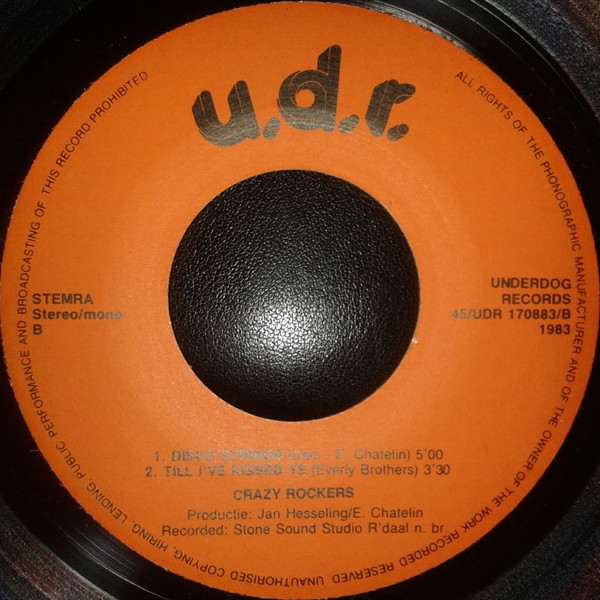 u.d.r.
ALL RIGHTS OF THE PHONOGRAPHIC MANUFACTURER AND OF THE OWNER OF THE WORK RECORDED RESERVED. UNAUTHORISED COPYING, HIRING, LENDING, PUBLIC PERFORMANCE AND BROADCASTING OF THIS RECORD PROHIBITED
STEMRA
Stereo/mono
B
UNDERDOG
RECORDS
45/UDR 170883/B
1983
1. DISCO E. Chatelin) 5'00
2. TILL I'VE KISSED YE (Everly Brothers) 3'30
CRAZY ROCKERS
Productie: Jan Hesseling/E. Chatelin
Recorded: Stone Sound Studio R'daal n. br.